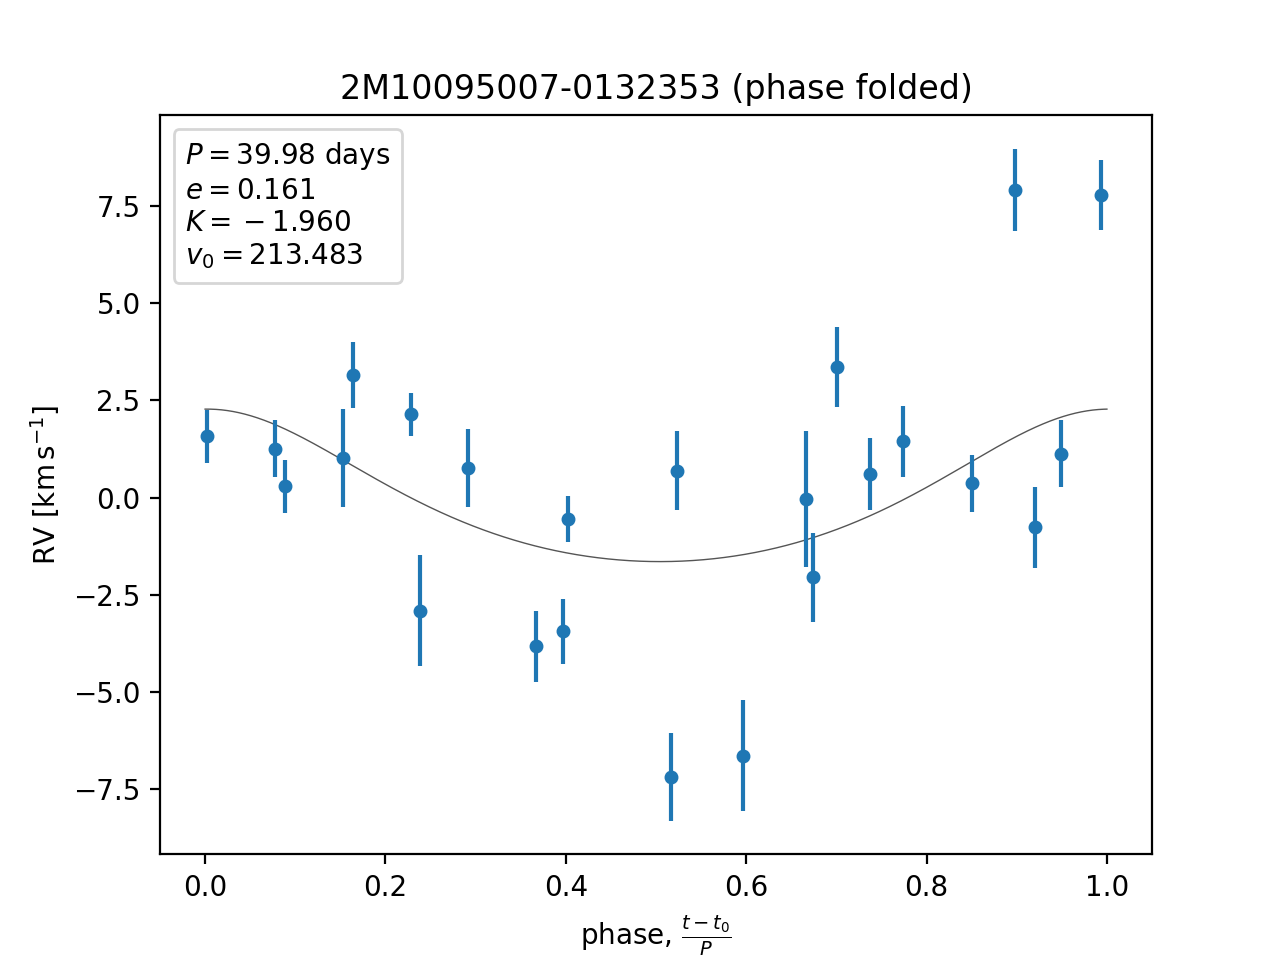 2M10095007-0132353 (phase folded)
P = 39.98 days
e = 0.161
K = −1.960
v₀ = 213.483
7.5
5.0
2.5
0.0
−2.5
−5.0
−7.5
RV [km s⁻¹]
0.0 0.2 0.4 0.6 0.8 1.0
phase, (t − t₀)/P